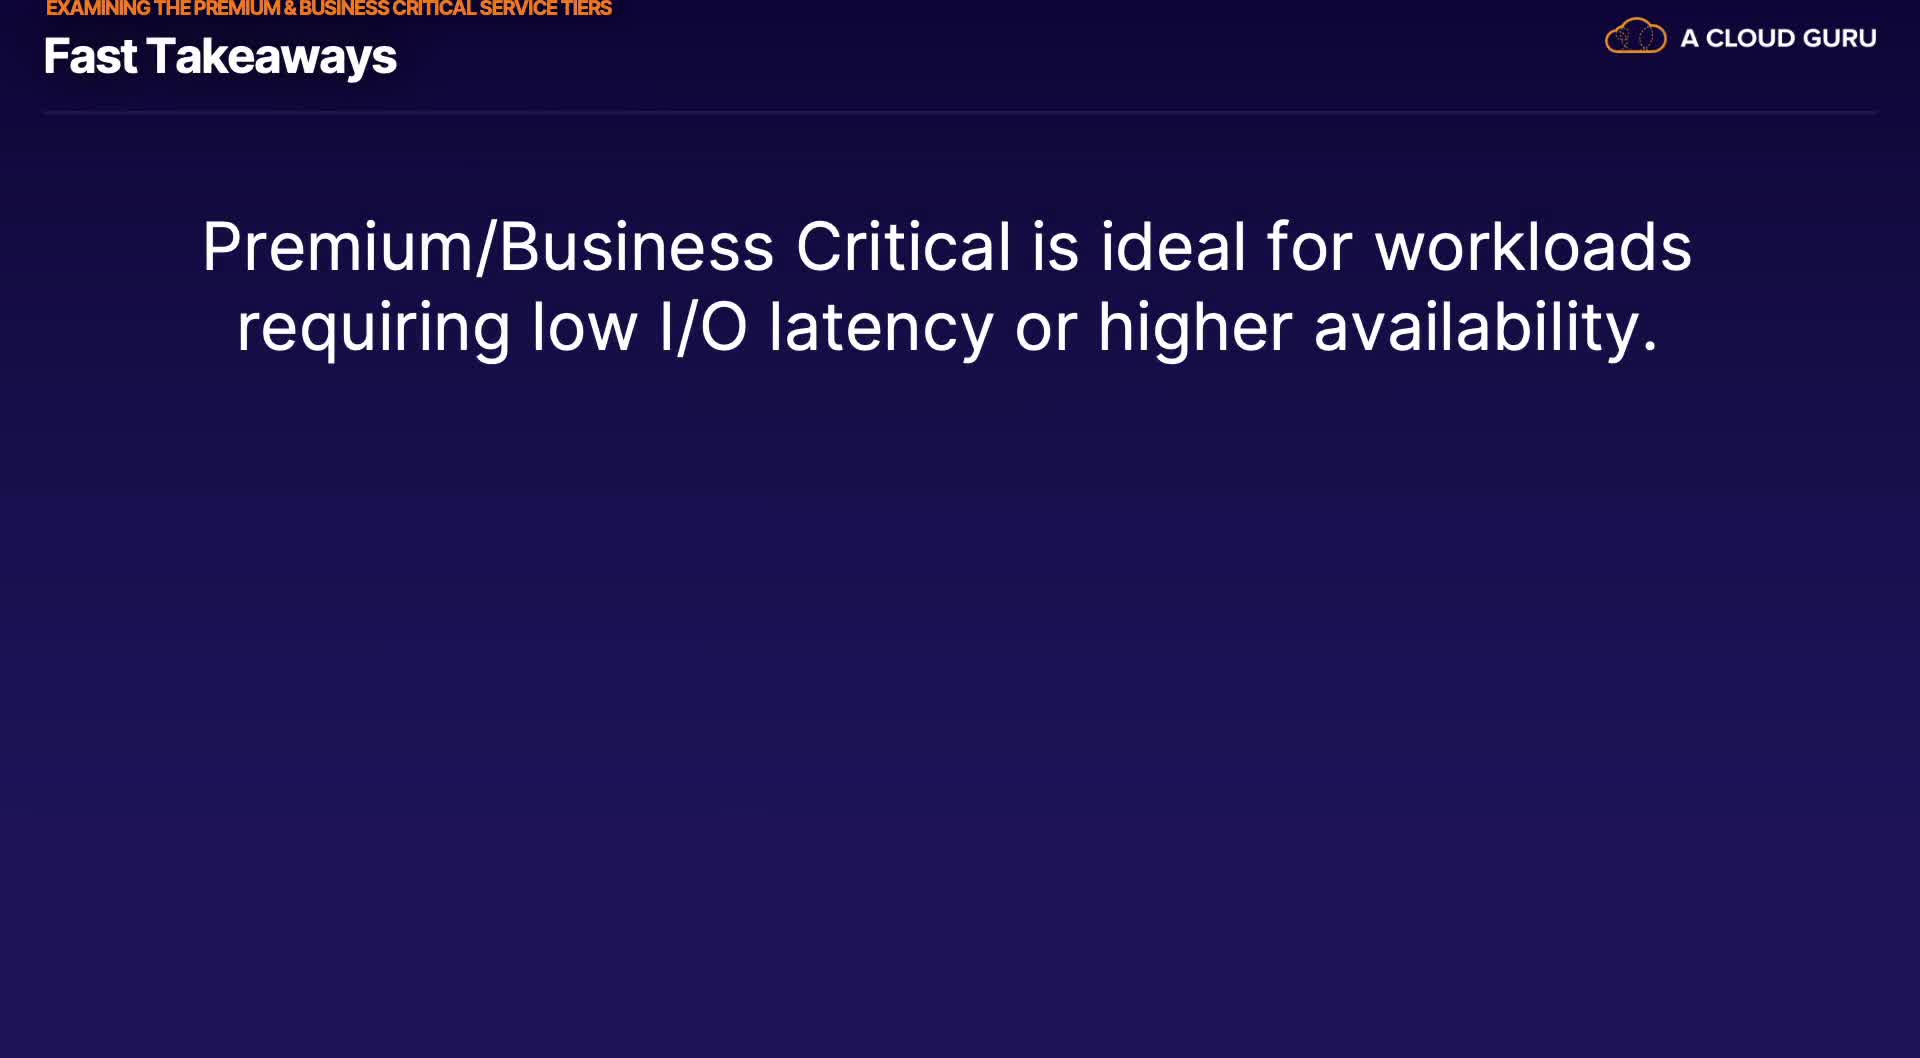 EXAMINING THE PREMIUM & BUSINESS CRITICAL SERVICE TIERS
Fast Takeaways
A CLOUD GURU
Premium/Business Critical is ideal for workloads
requiring low I/O latency or higher availability.